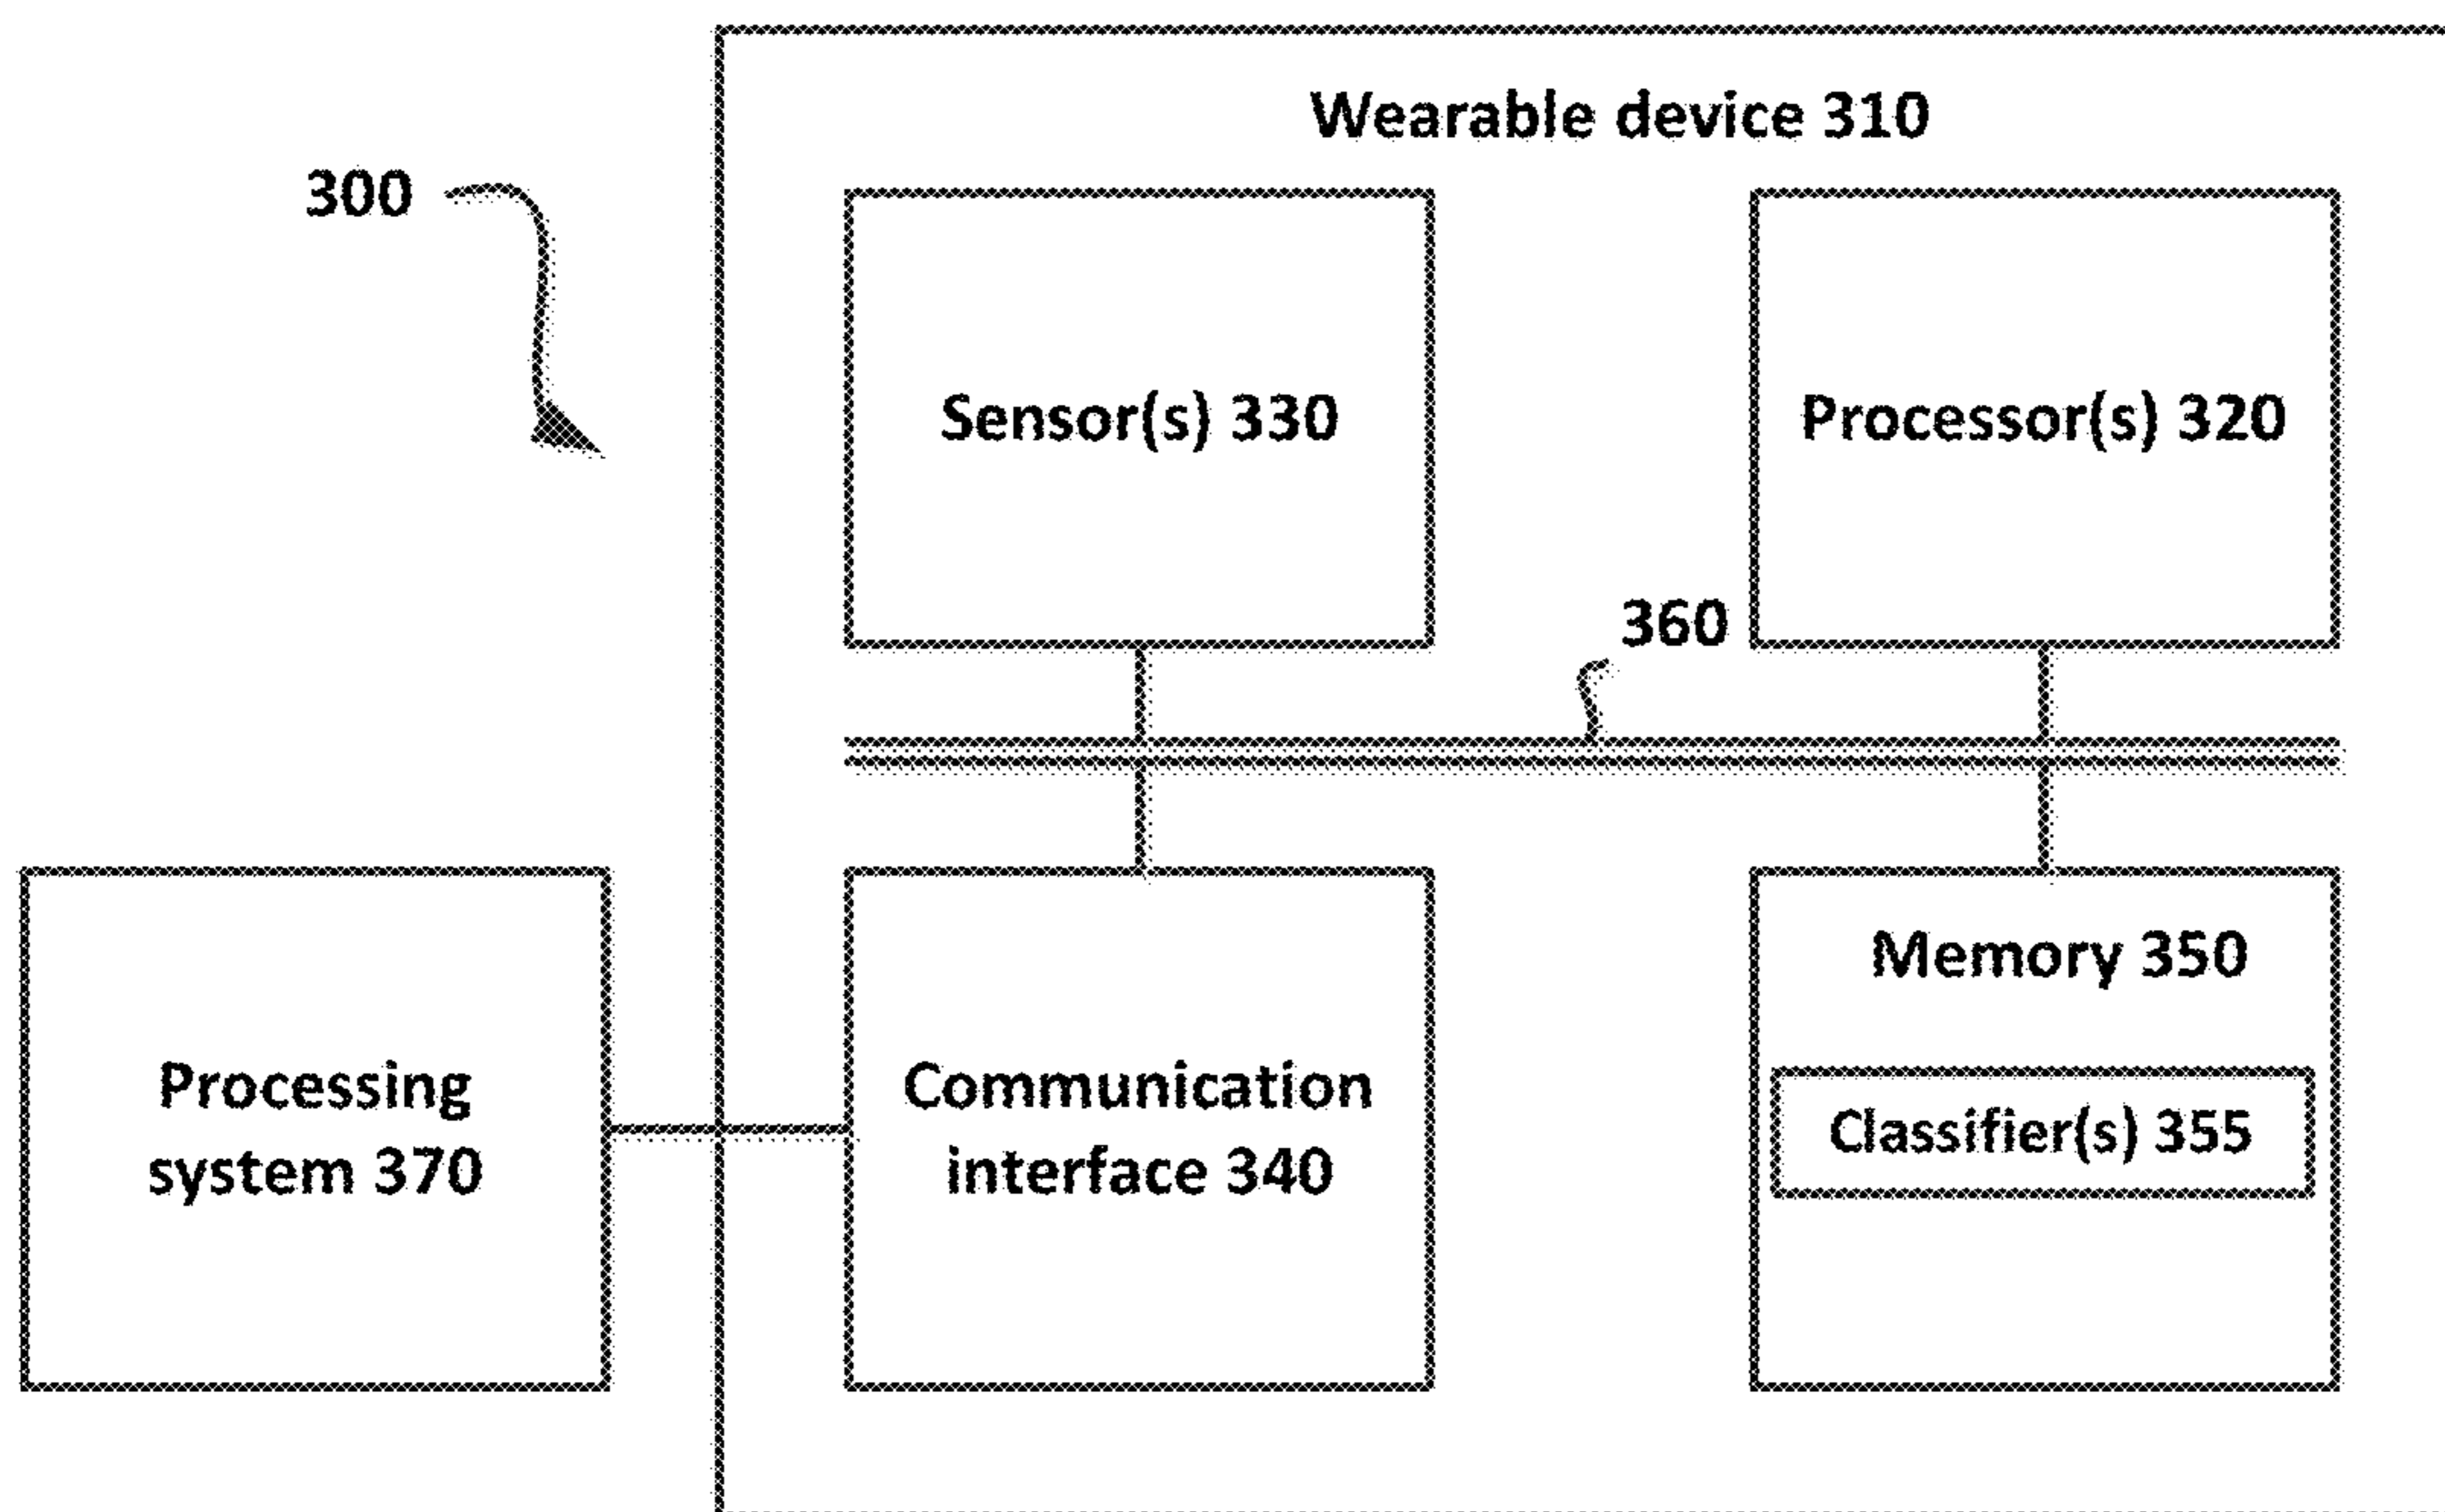 Wearable device 310
300
Sensor(s) 330
Processor(s) 320
360
Processing
system 370
Communication
interface 340
Memory 350
Classifier(s) 355